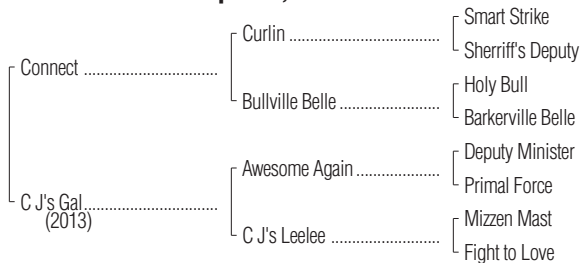 Smart Strike
Curlin
Sherriff's Deputy
Connect
Holy Bull
Bullville Belle
Barkerville Belle
Deputy Minister
Awesome Again
Primal Force
C J's Gal
(2013)
Mizzen Mast
C J's Leelee
Fight to Love